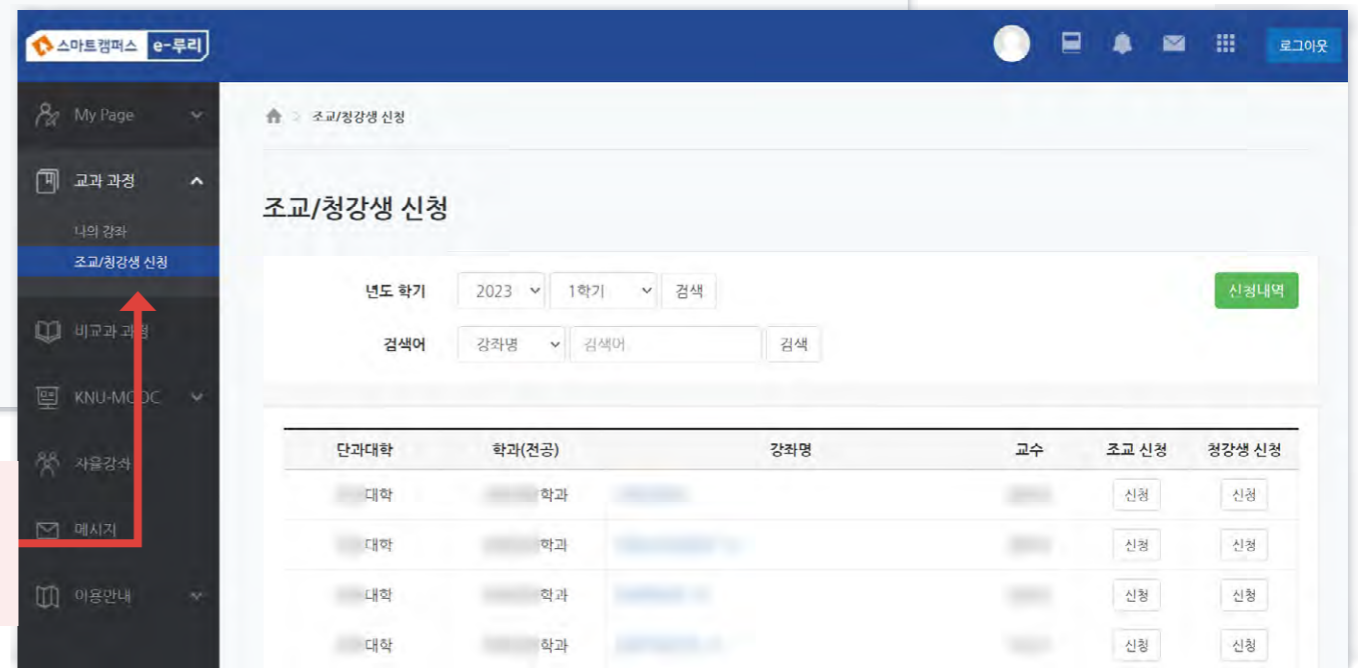 스마트캠퍼스 e-루리
로그아웃
My Page
조교/청강생 신청
교과 과정
나의 강좌
조교/청강생 신청
비교과 과정
KNU-MOOC
자율강좌
메시지
이용안내
조교/청강생 신청
년도 학기 2023 1학기 검색 신청내역
검색어 강좌명 검색어 검색
단과대학 학과(전공) 강좌명 교수 조교 신청 청강생 신청
대학 학과 신청 신청
대학 학과 신청 신청
대학 학과 신청 신청
대학 학과 신청 신청